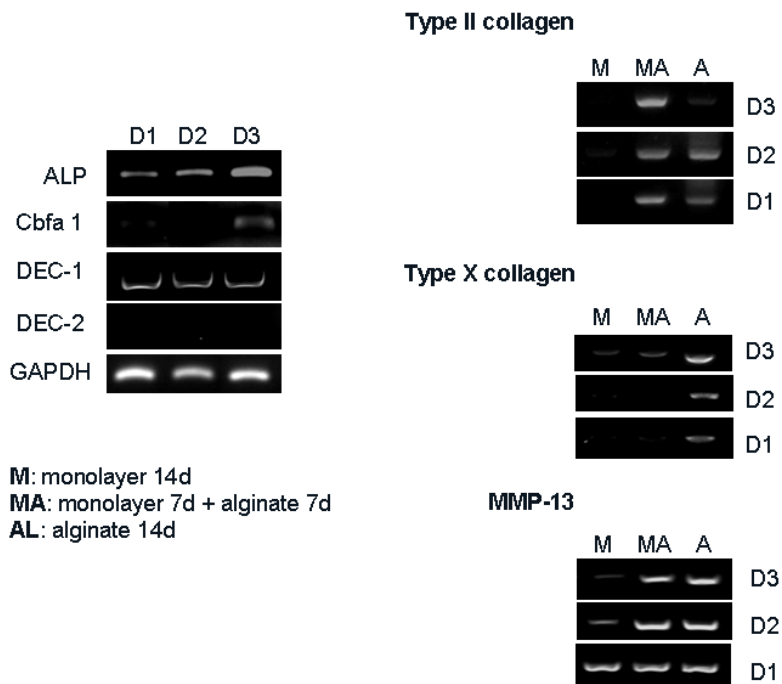 D1 D2 D3
ALP
Cbfa 1
DEC-1
DEC-2
GAPDH
M: monolayer 14d
MA: monolayer 7d + alginate 7d
AL: alginate 14d
Type II collagen
M MA A
D3
D2
D1
Type X collagen
M MA A
D3
D2
D1
MMP-13
M MA A
D3
D2
D1